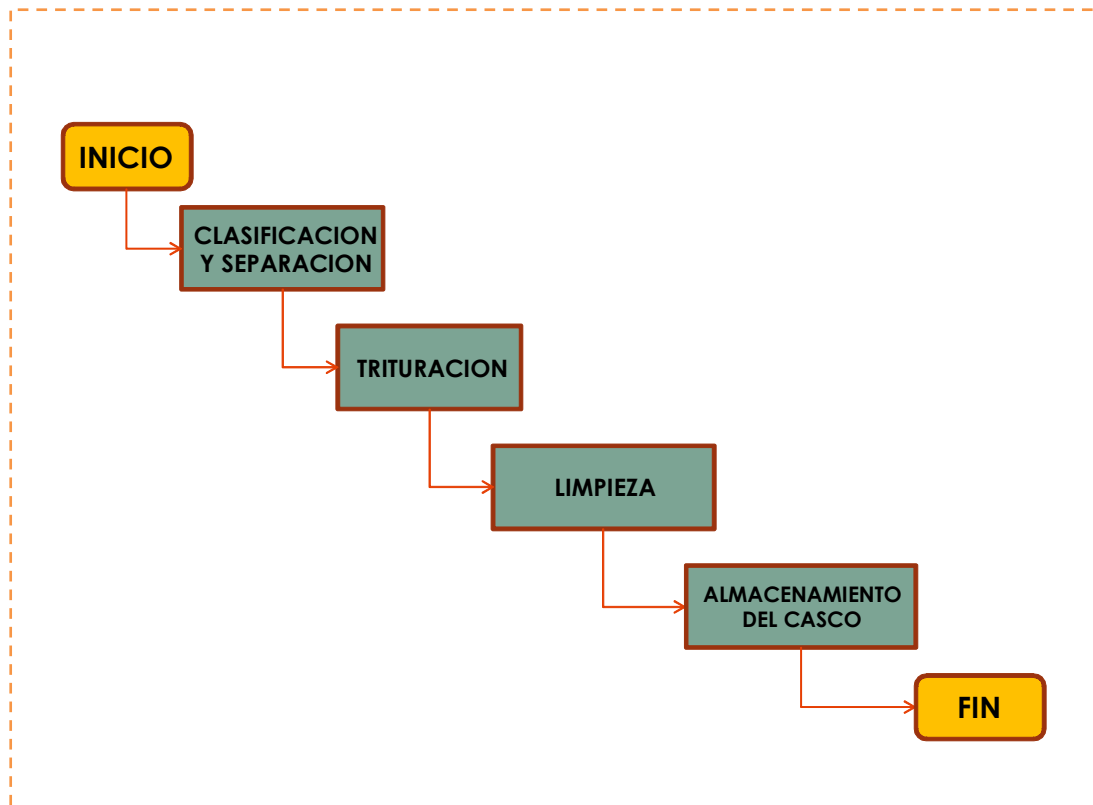 INICIO
CLASIFICACION
Y SEPARACION
TRITURACION
LIMPIEZA
ALMACENAMIENTO
DEL CASCO
FIN